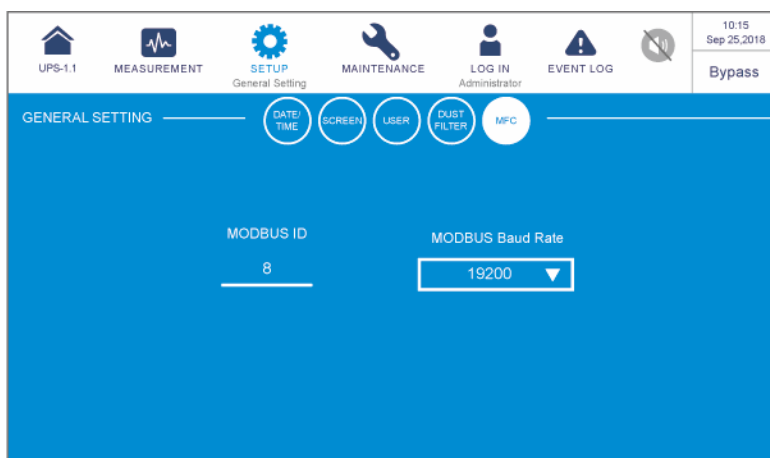 10:15
Sep 25,2018
UPS-1.1 MEASUREMENT SETUP MAINTENANCE LOG IN EVENT LOG
General Setting Administrator
Bypass
GENERAL SETTING
DATE/
TIME
SCREEN
USER
DUST
FILTER
MFC
MODBUS ID
8
MODBUS Baud Rate
19200